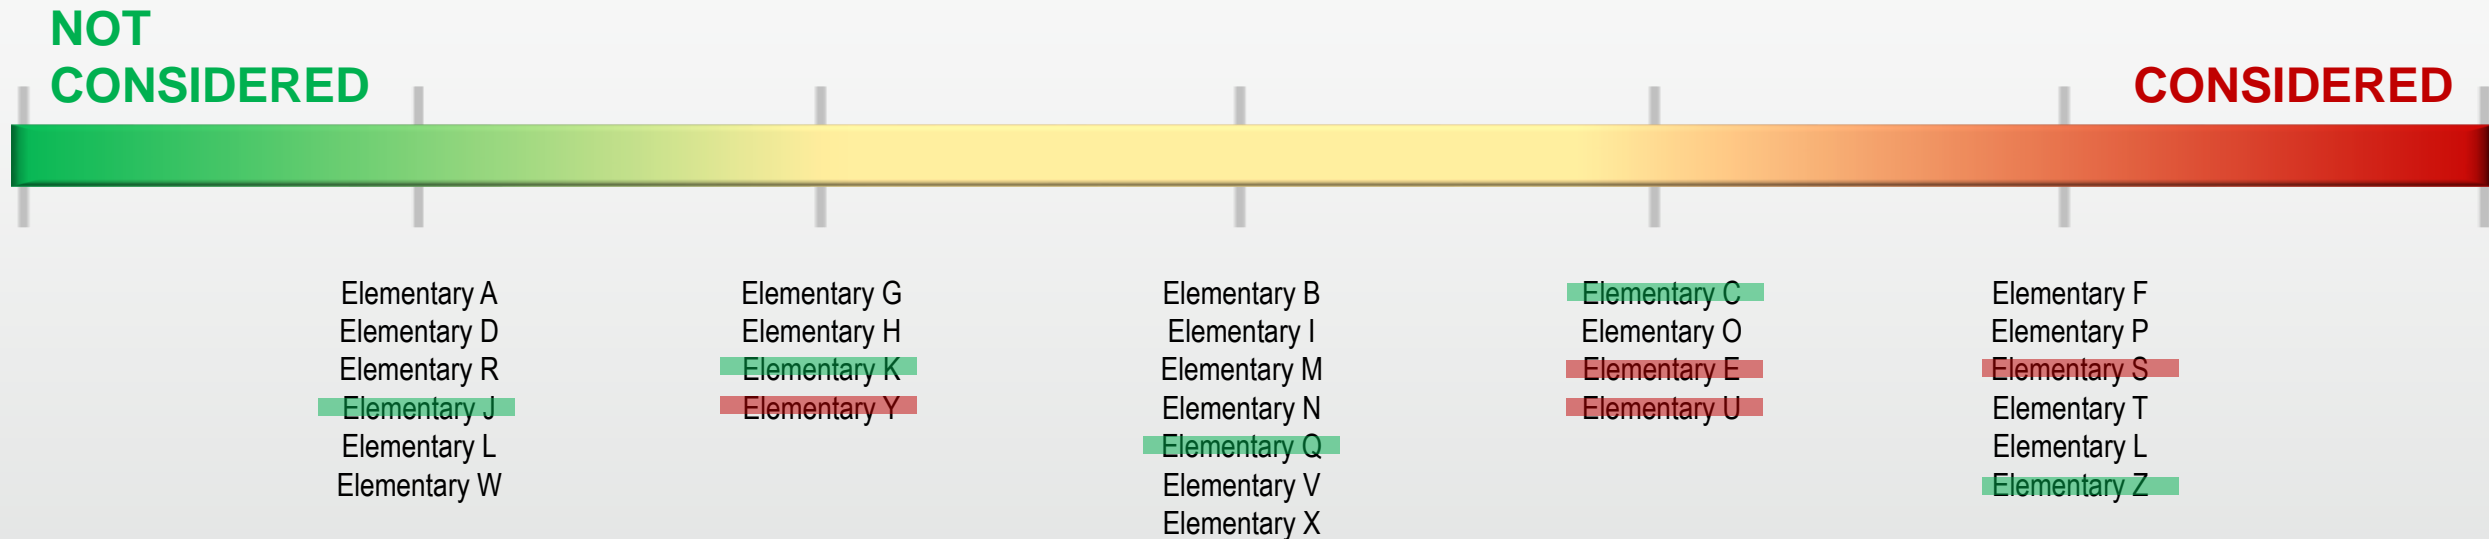 NOT
CONSIDERED
CONSIDERED
Elementary A
Elementary D
Elementary R
Elementary J
Elementary L
Elementary W
Elementary G
Elementary H
Elementary K
Elementary Y
Elementary B
Elementary I
Elementary M
Elementary N
Elementary Q
Elementary V
Elementary X
Elementary C
Elementary O
Elementary E
Elementary U
Elementary F
Elementary P
Elementary S
Elementary T
Elementary L
Elementary Z